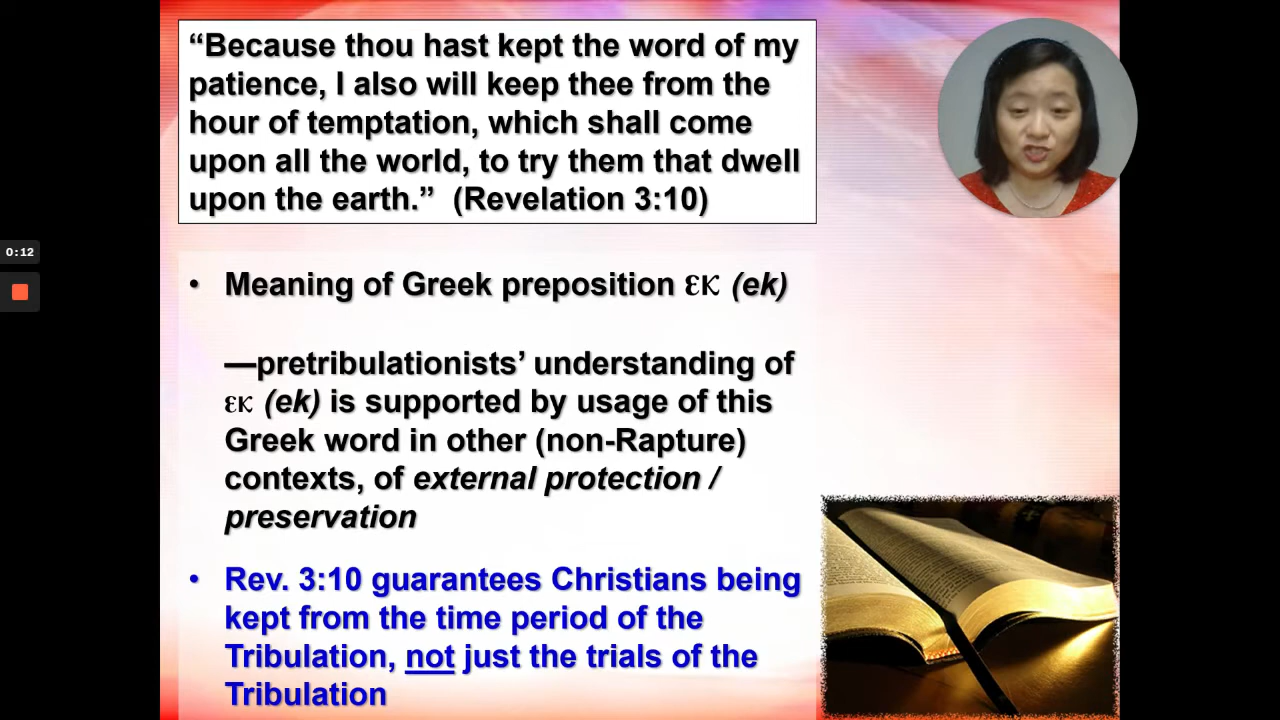 “Because thou hast kept the word of my
patience, I also will keep thee from the
hour of temptation, which shall come
upon all the world, to try them that dwell
upon the earth.”  (Revelation 3:10)
0:12
• Meaning of Greek preposition εκ (ek)
—pretribulationists’ understanding of
εκ (ek) is supported by usage of this
Greek word in other (non-Rapture)
contexts, of external protection /
preservation
• Rev. 3:10 guarantees Christians being
kept from the time period of the
Tribulation, not just the trials of the
Tribulation